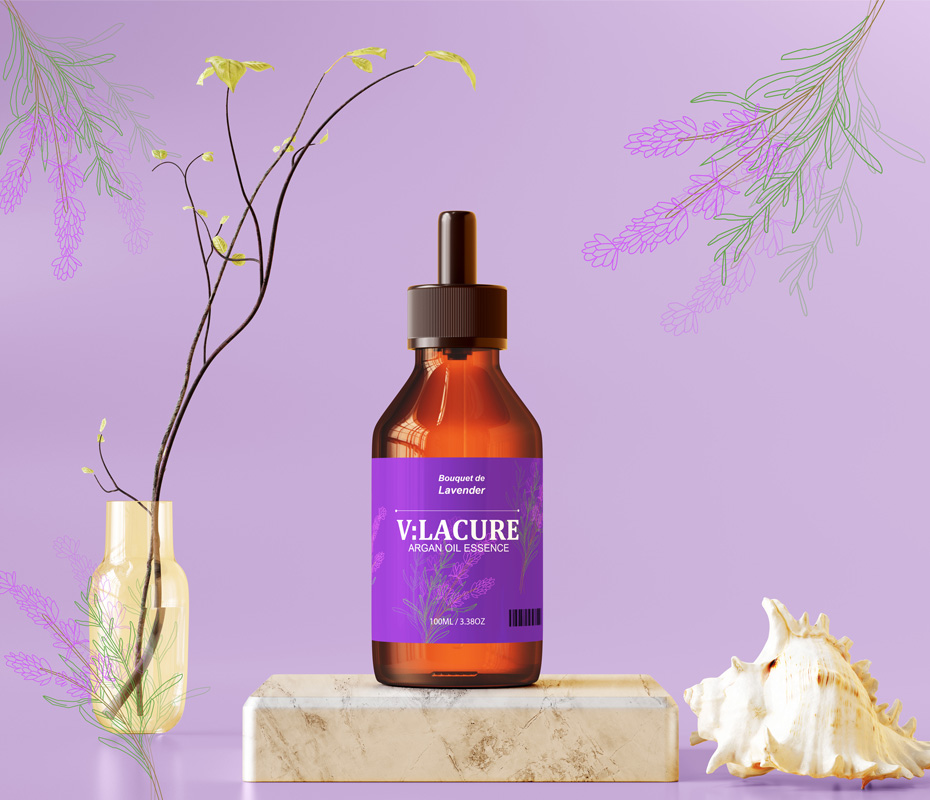 Bouquet de
Lavender
V:LACURE
ARGAN OIL ESSENCE
100ML / 3.38OZ